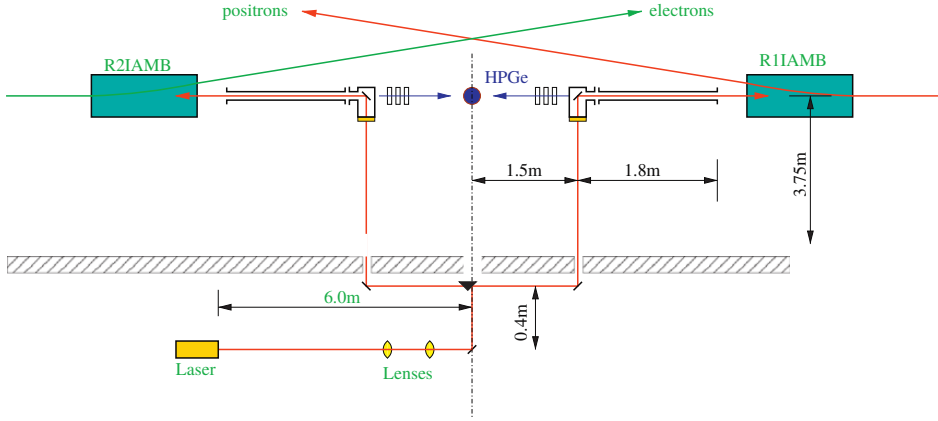 positrons
electrons
R2IAMB
HPGe
R1IAMB
1.5m
1.8m
3.75m
6.0m
0.4m
Laser
Lenses